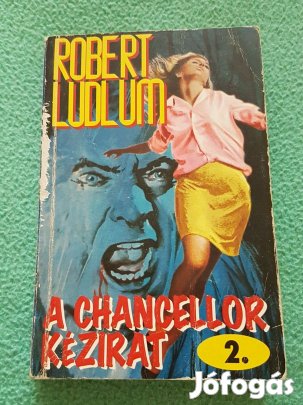 ROBERT
LUDLUM
A CHANCELLOR
KÉZIRAT
2.
Jófogás